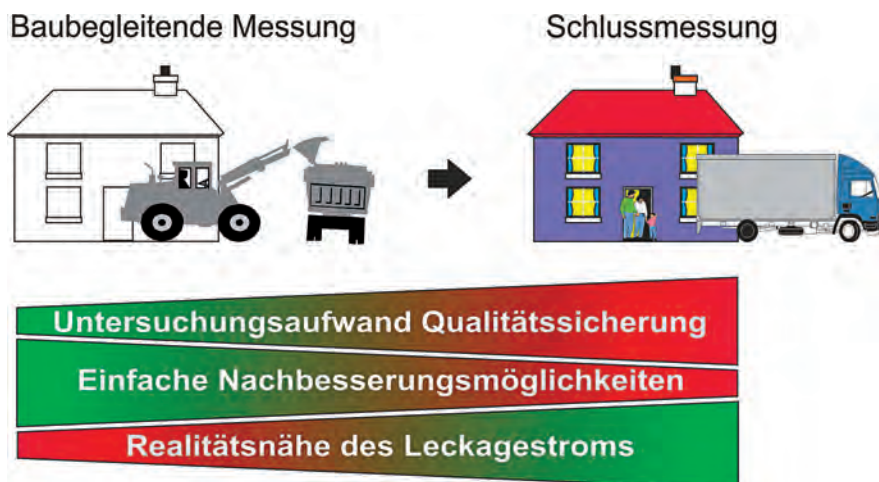 Baubegleitende Messung
Schlussmessung
Untersuchungsaufwand Qualitätssicherung
Einfache Nachbesserungsmöglichkeiten
Realitätsnähe des Leckagestroms